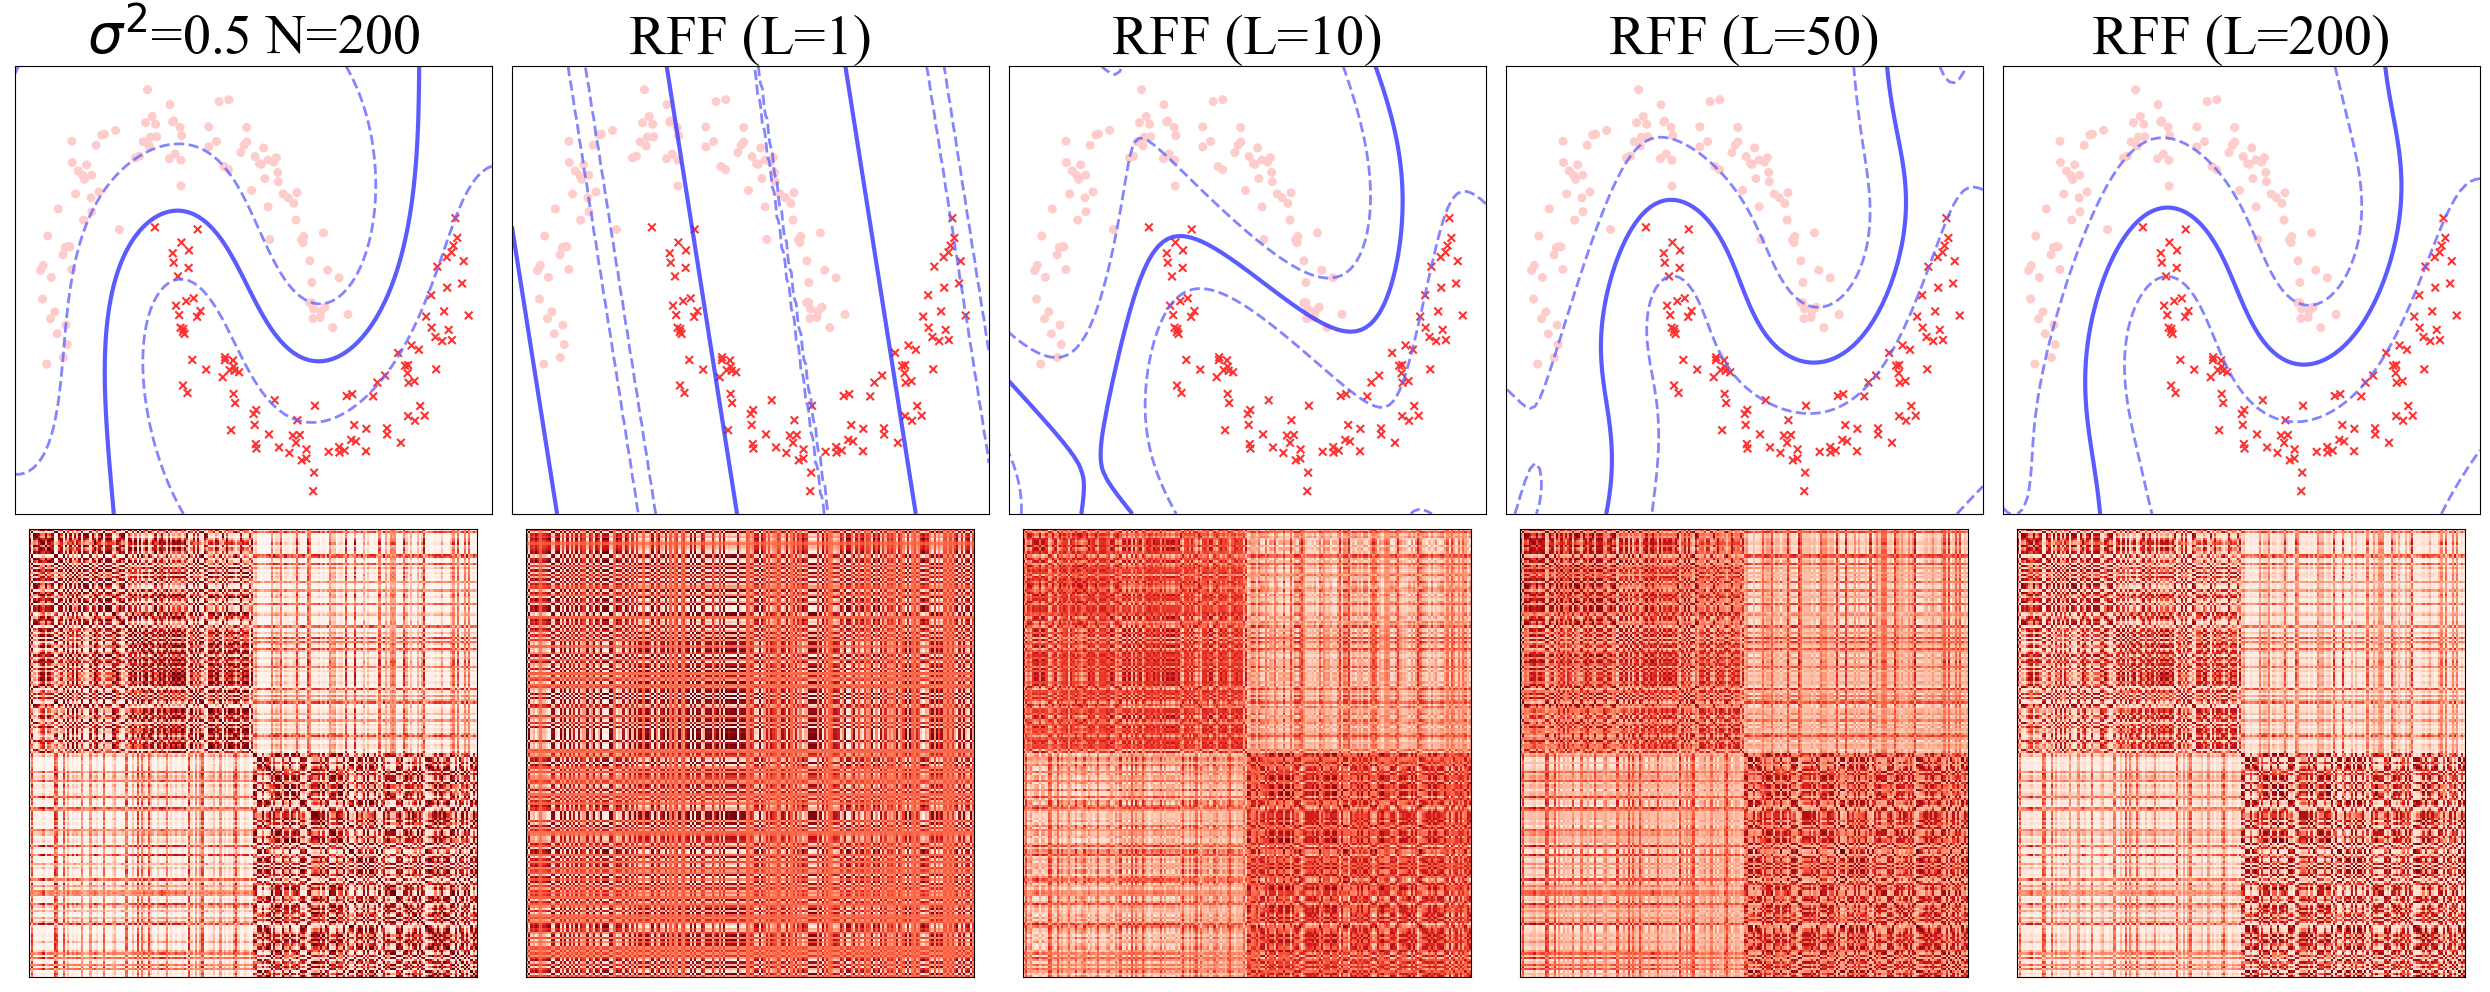 σ²=0.5 N=200
RFF (L=1)
RFF (L=10)
RFF (L=50)
RFF (L=200)